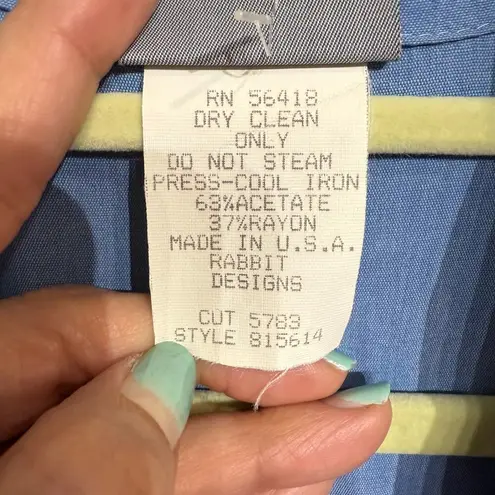 RN 56418
DRY CLEAN
ONLY
DO NOT STEAM
PRESS-COOL IRON
63%ACETATE
37%RAYON
MADE IN U.S.A.
RABBIT
DESIGNS
CUT 5783
STYLE 815614